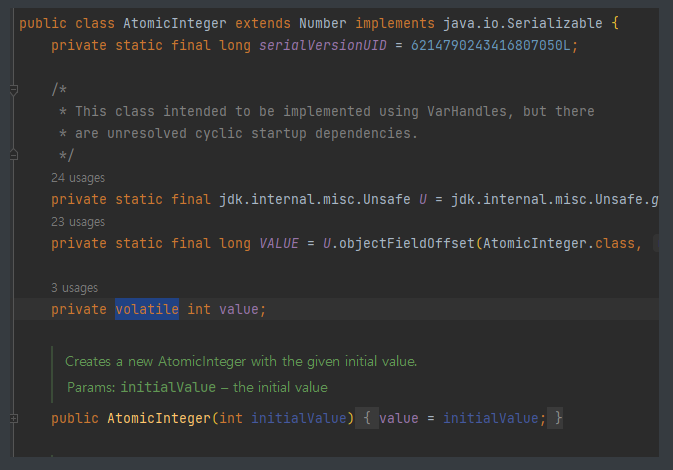 public class AtomicInteger extends Number implements java.io.Serializable {
private static final long serialVersionUID = 6214790243416807050L;
/*
* This class intended to be implemented using VarHandles, but there
* are unresolved cyclic startup dependencies.
*/
24 usages
private static final jdk.internal.misc.Unsafe U = jdk.internal.misc.Unsafe.g
23 usages
private static final long VALUE = U.objectFieldOffset(AtomicInteger.class,
3 usages
private volatile int value;
Creates a new AtomicInteger with the given initial value.
Params: initialValue – the initial value
public AtomicInteger(int initialValue) { value = initialValue; }